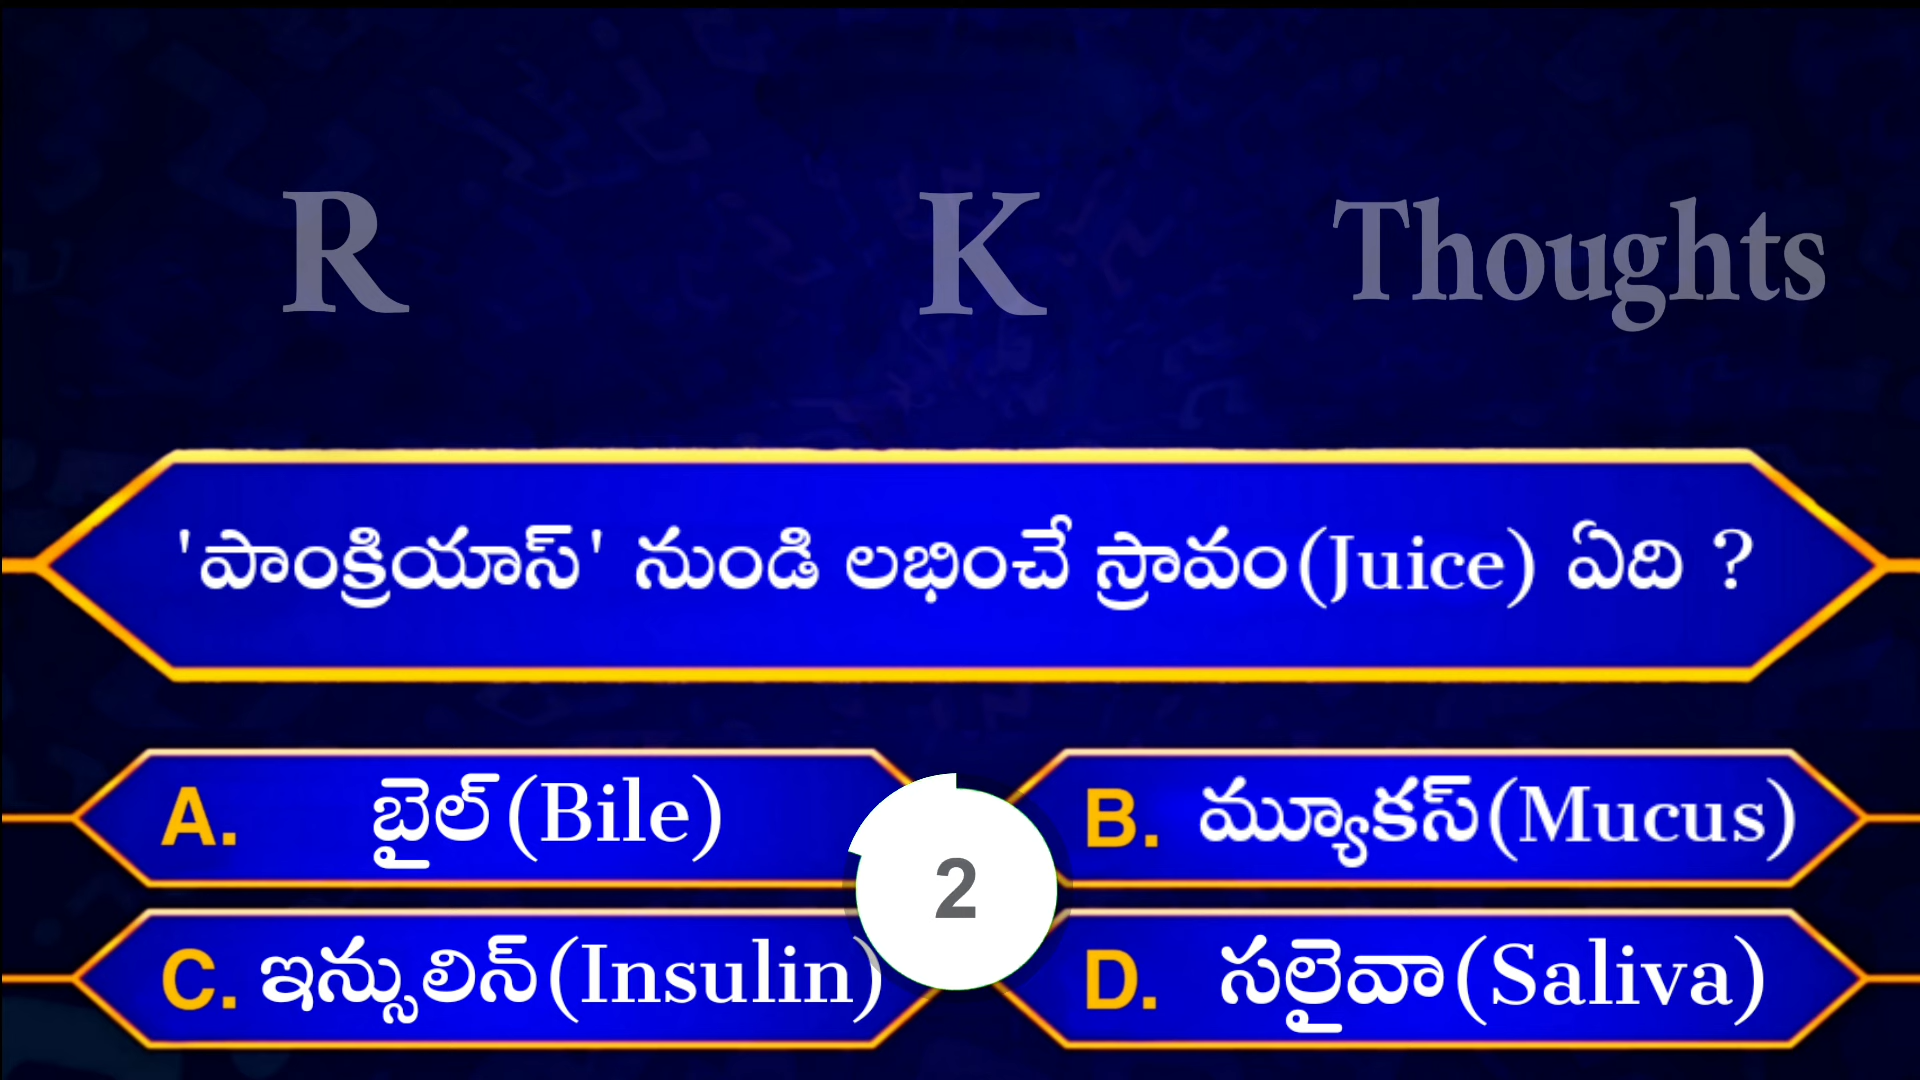 R K Thoughts
'పాంక్రియాస్' నుండి లభించే స్రావం(Juice) ఏది ?
A. బైల్(Bile)
B. మ్యూకస్(Mucus)
2
C. ఇన్సులిన్(Insulin)
D. సలైవా(Saliva)